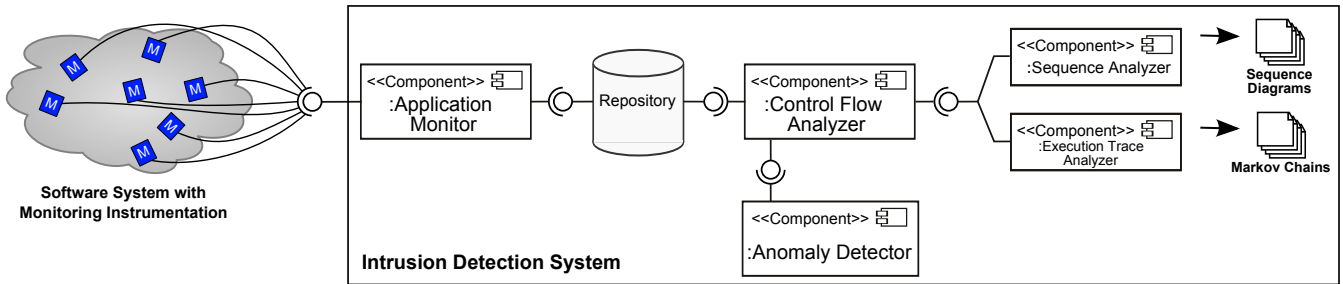 M
M
M
M
M
M
M
M
Software System with
Monitoring Instrumentation
<<Component>>
:Application
Monitor
Repository
<<Component>>
:Control Flow
Analyzer
<<Component>>
:Anomaly Detector
<<Component>>
:Sequence Analyzer
Sequence
Diagrams
<<Component>>
:Execution Trace
Analyzer
Markov Chains
Intrusion Detection System